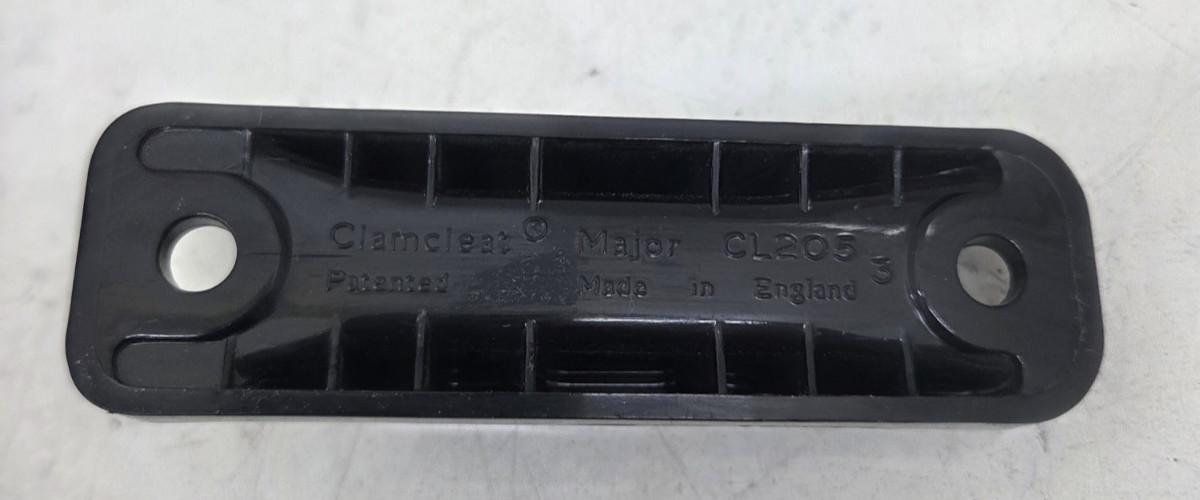 Clamcleat® Major CL205
Patented Made in England
3